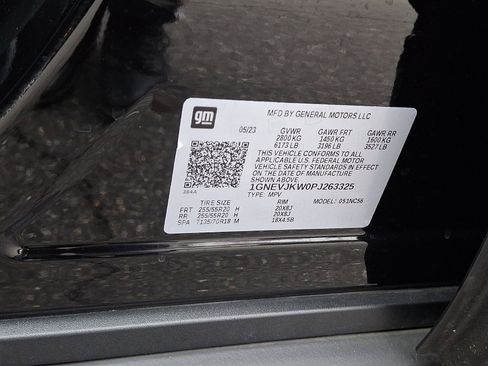 gm
MFD BY GENERAL MOTORS LLC
05/23 GVWR GAWR FRT GAWR RR
2800 KG 1450 KG 1600 KG
6173 LB 3196 LB 3527 LB
THIS VEHICLE CONFORMS TO ALL
APPLICABLE U.S. FEDERAL MOTOR
VEHICLE SAFETY STANDARDS IN EFFECT
ON THE DATE OF MANUFACTURE
SHOWN ABOVE.
1GNEVJKW0PJ263325
384A TYPE: MPV MODEL: 051NC56
TIRE SIZE RIM
FRT 255/55R20 H 20X8J
RR 255/55R20 H 20X8J
SPA T135/70R18 M 18X4.5B